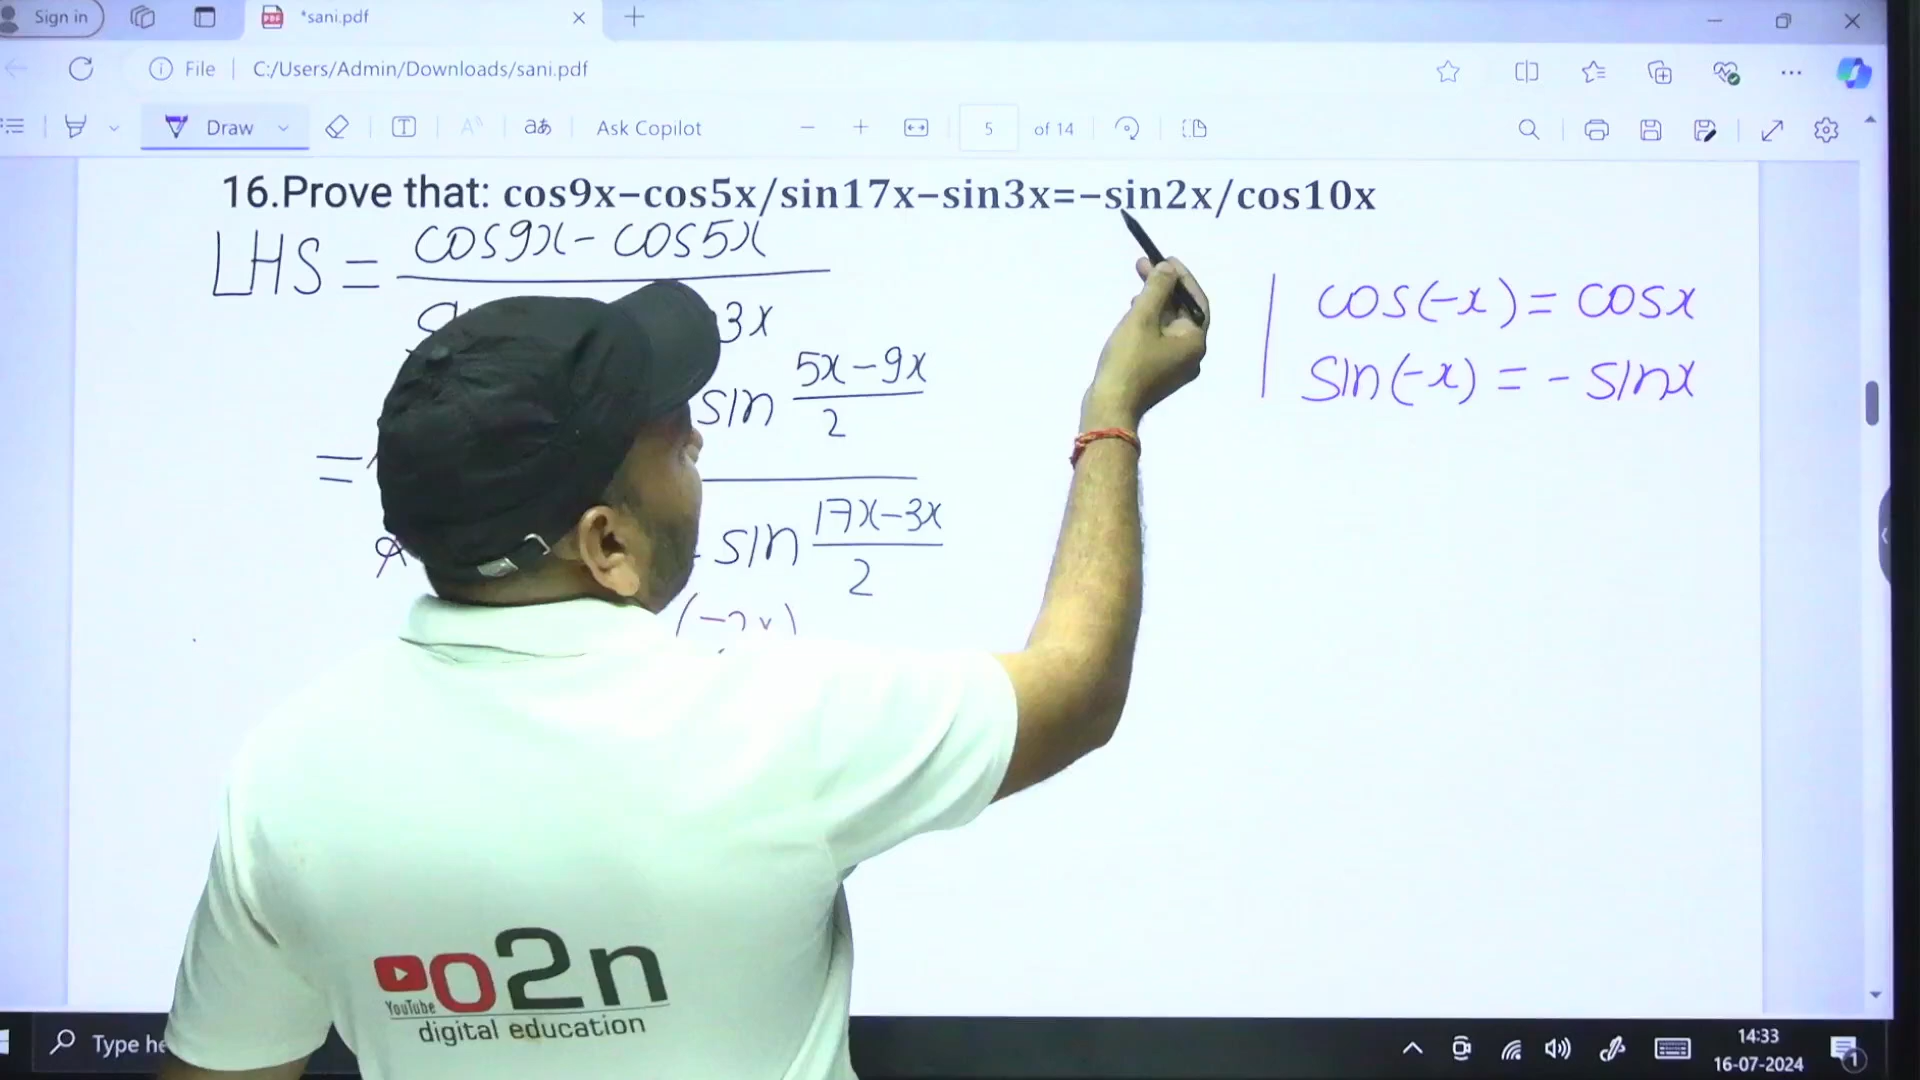 Sign in
*sani.pdf
File
C:/Users/Admin/Downloads/sani.pdf
Draw
Ask Copilot
5 of 14
16.Prove that: cos9x−cos5x/sin17x−sin3x=−sin2x/cos10x
LHS = cos9x - cos5x
3x
cos(-x) = cosx
sin 5x-9x
2
sin(-x) = - sinx
=
sin 17x-3x
2
(-2x)
YouTube o2n
digital education
Type he
14:33
16-07-2024
1